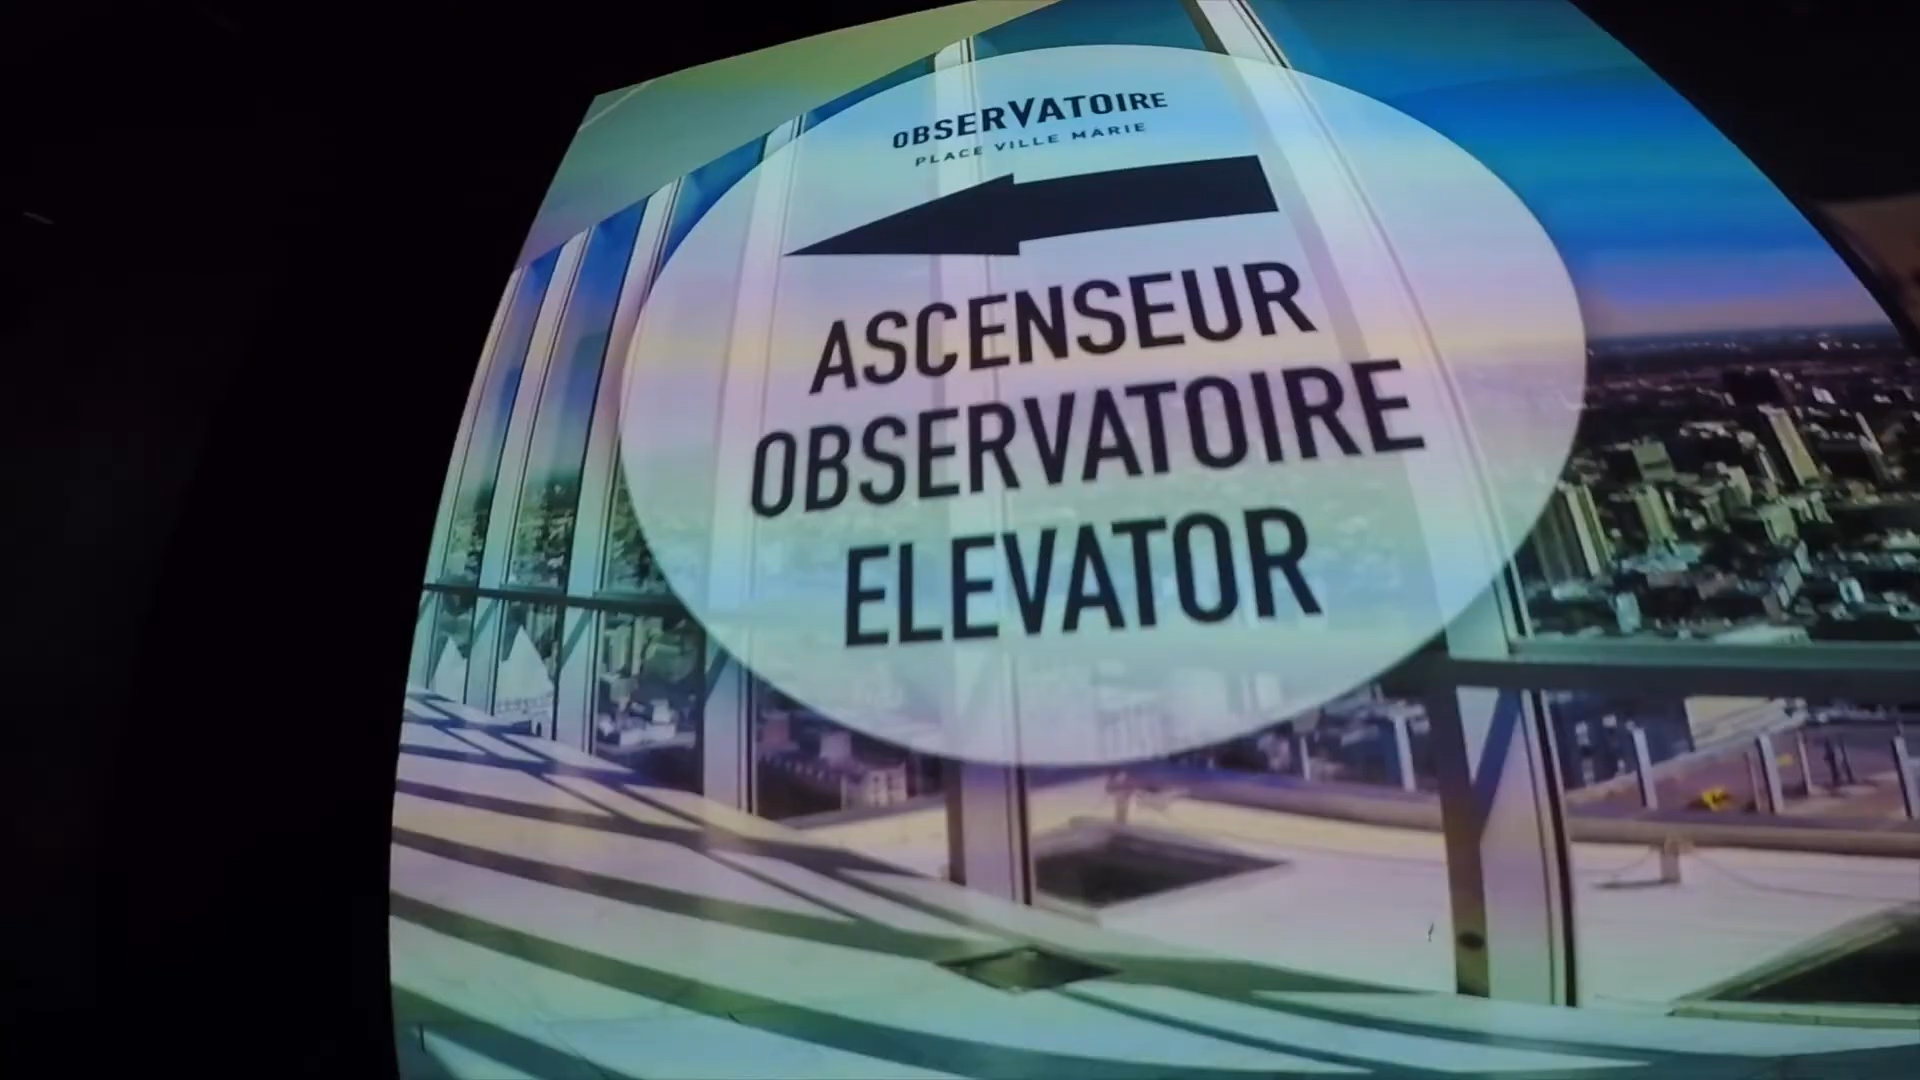 OBSERVATOIRE
PLACE VILLE MARIE
ASCENSEUR
OBSERVATOIRE
ELEVATOR